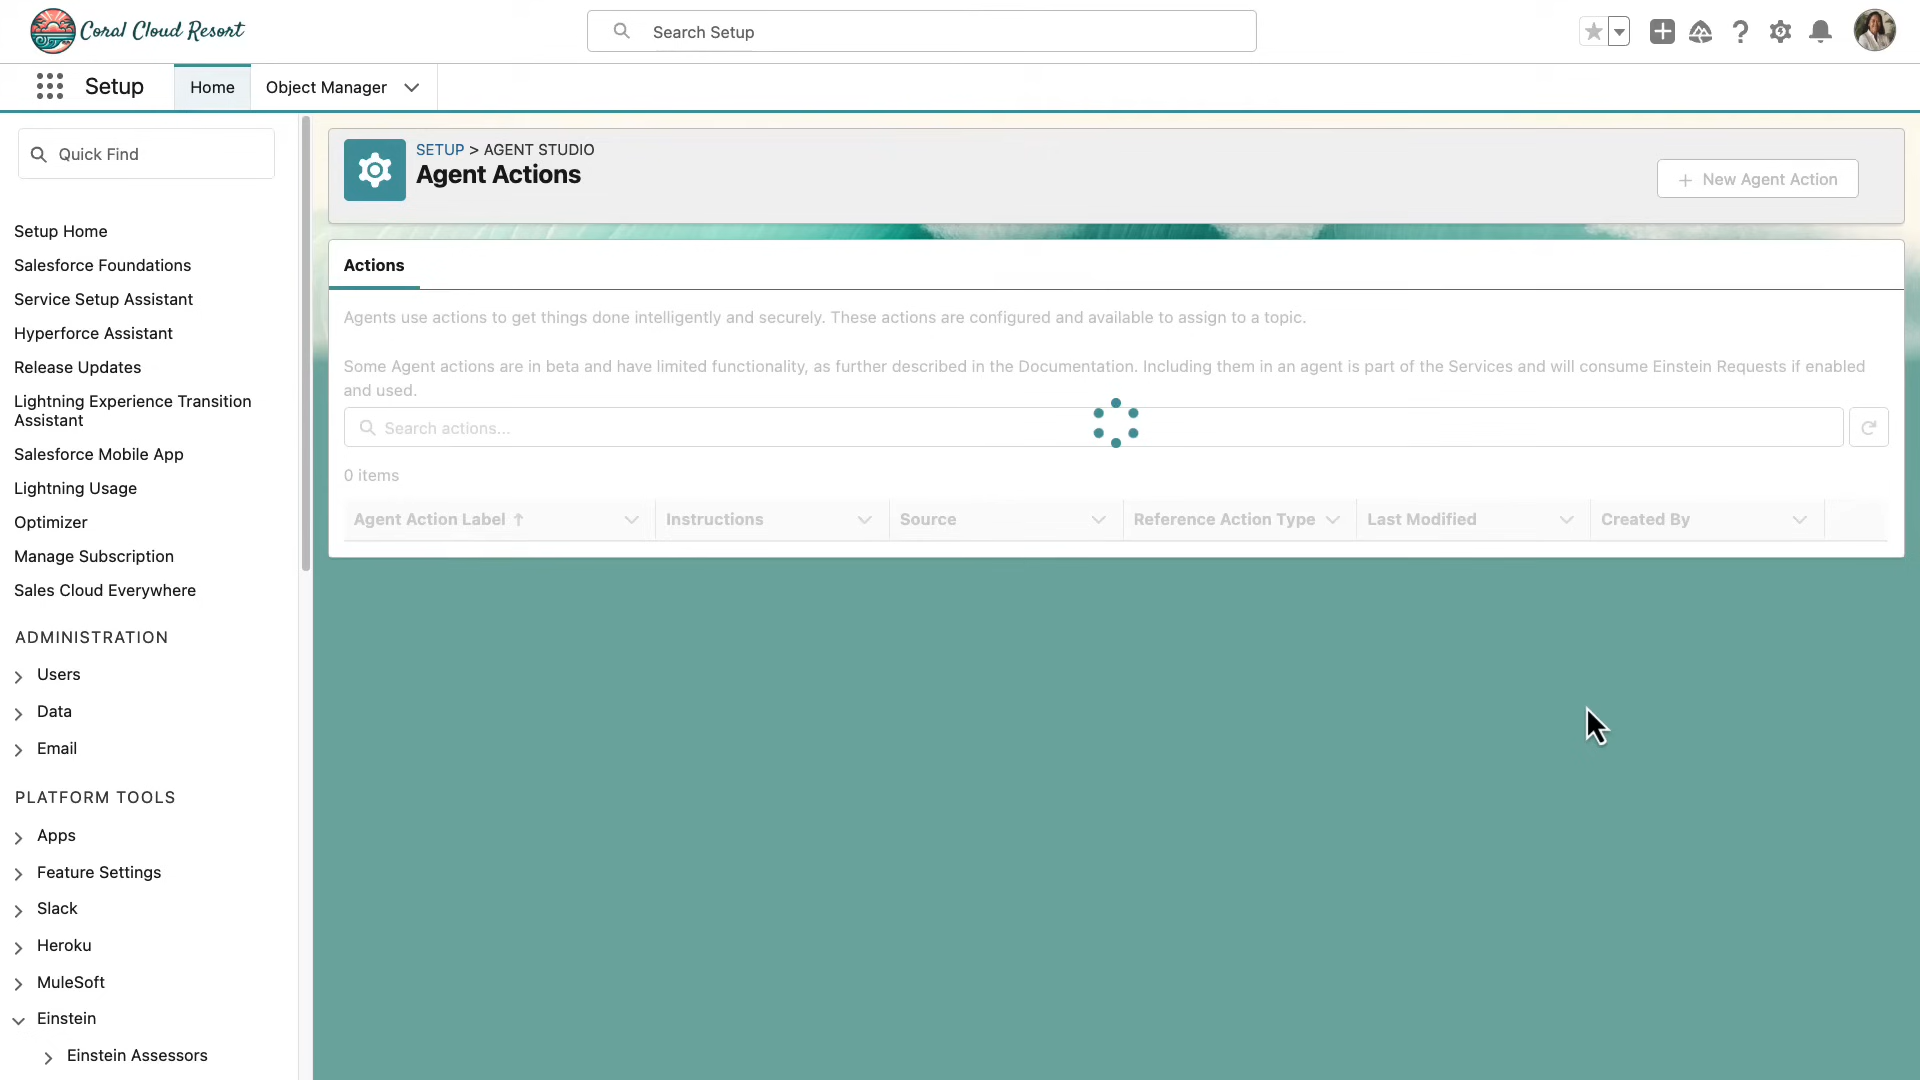 Coral Cloud Resort
Search Setup
Setup
Home
Object Manager
Quick Find
Setup Home
Salesforce Foundations
Service Setup Assistant
Hyperforce Assistant
Release Updates
Lightning Experience Transition
Assistant
Salesforce Mobile App
Lightning Usage
Optimizer
Manage Subscription
Sales Cloud Everywhere
ADMINISTRATION
Users
Data
Email
PLATFORM TOOLS
Apps
Feature Settings
Slack
Heroku
MuleSoft
Einstein
Einstein Assessors
SETUP > AGENT STUDIO
Agent Actions
New Agent Action
Actions
Agents use actions to get things done intelligently and securely. These actions are configured and available to assign to a topic.
Some Agent actions are in beta and have limited functionality, as further described in the Documentation. Including them in an agent is part of the Services and will consume Einstein Requests if enabled
and used.
Search actions...
0 items
Agent Action Label ↑ Instructions Source Reference Action Type Last Modified Created By